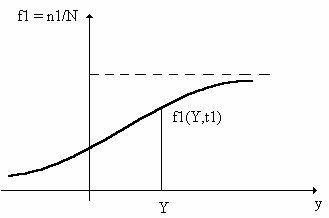 f1 = n1/N
f1(Y,t1)
Y
y